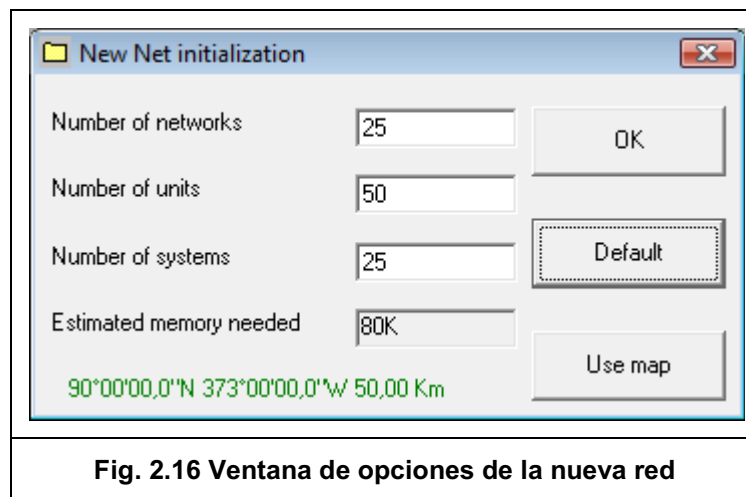 New Net initialization
Number of networks 25 OK
Number of units 50
Number of systems 25 Default
Estimated memory needed 80K
90°00'00,0"N 373°00'00,0"W 50,00 Km Use map
Fig. 2.16 Ventana de opciones de la nueva red